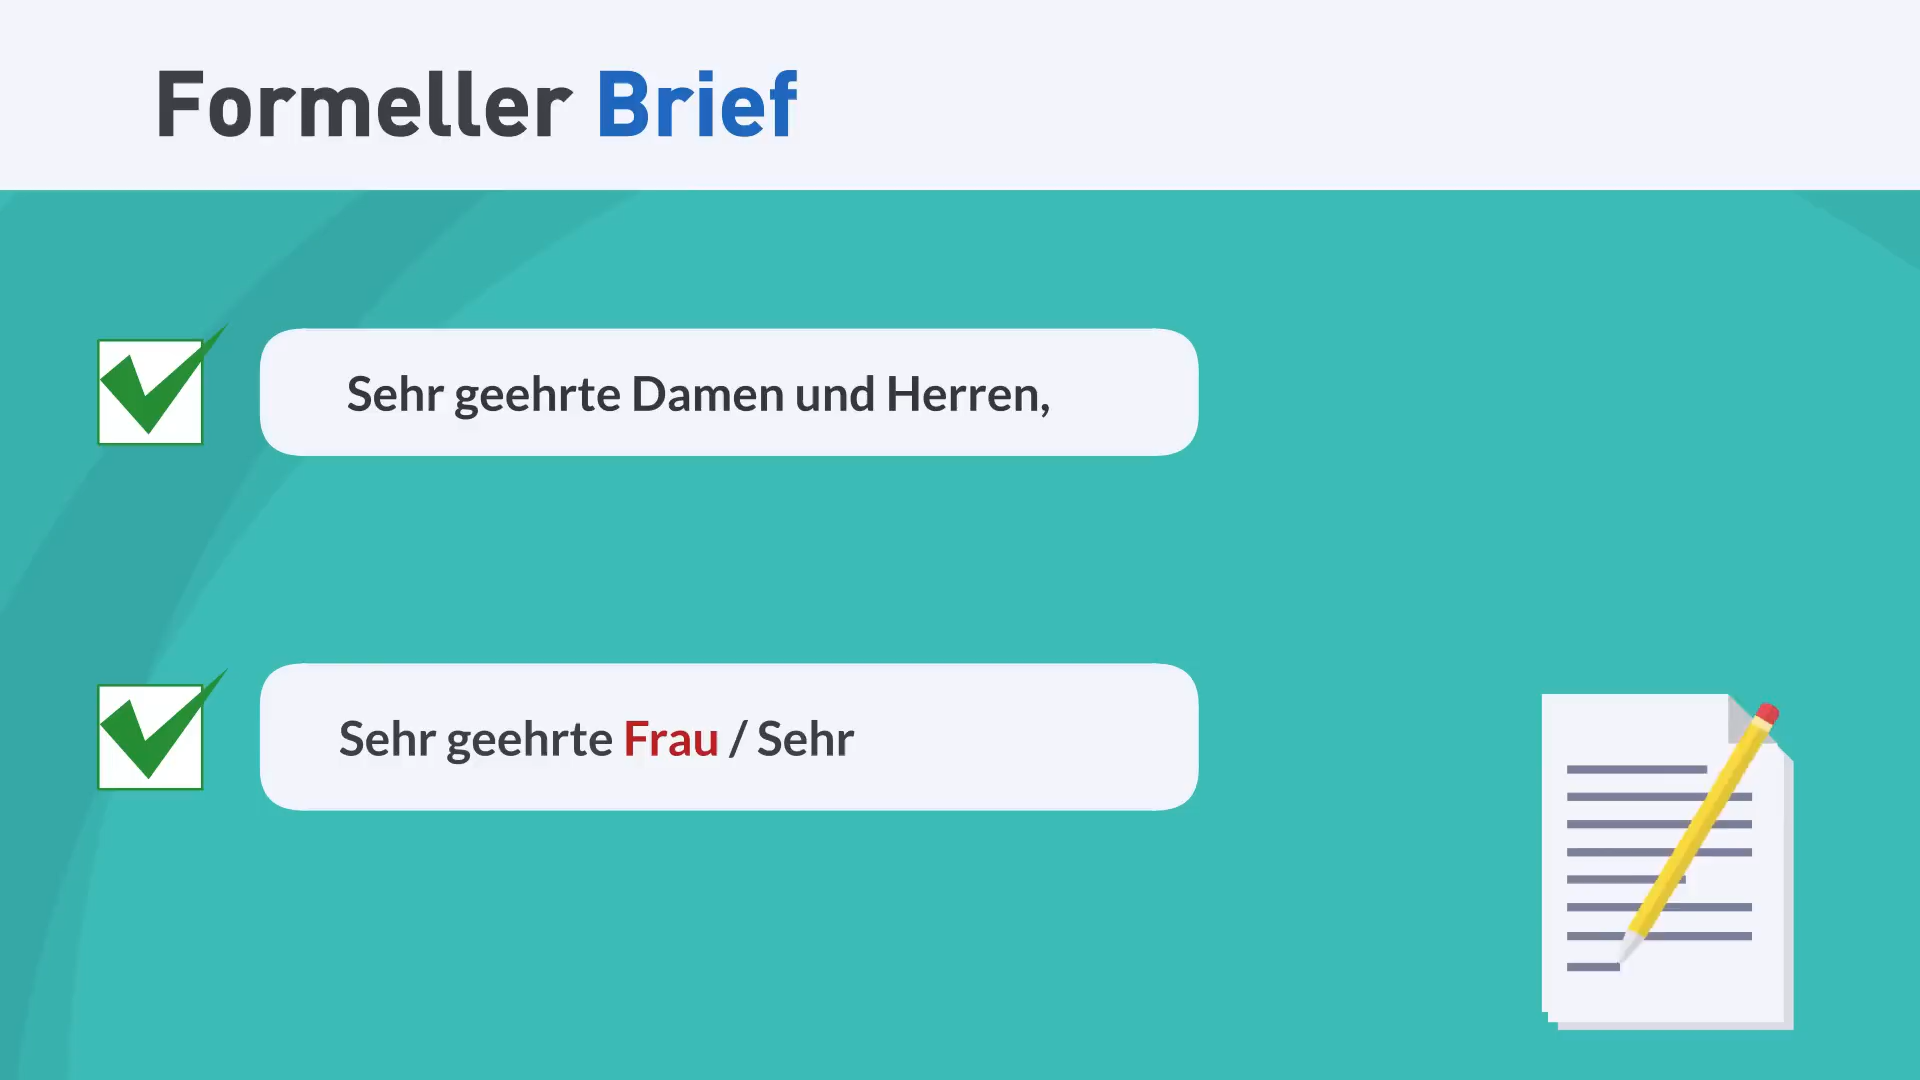 Formeller Brief
Sehr geehrte Damen und Herren,
Sehr geehrte Frau / Sehr